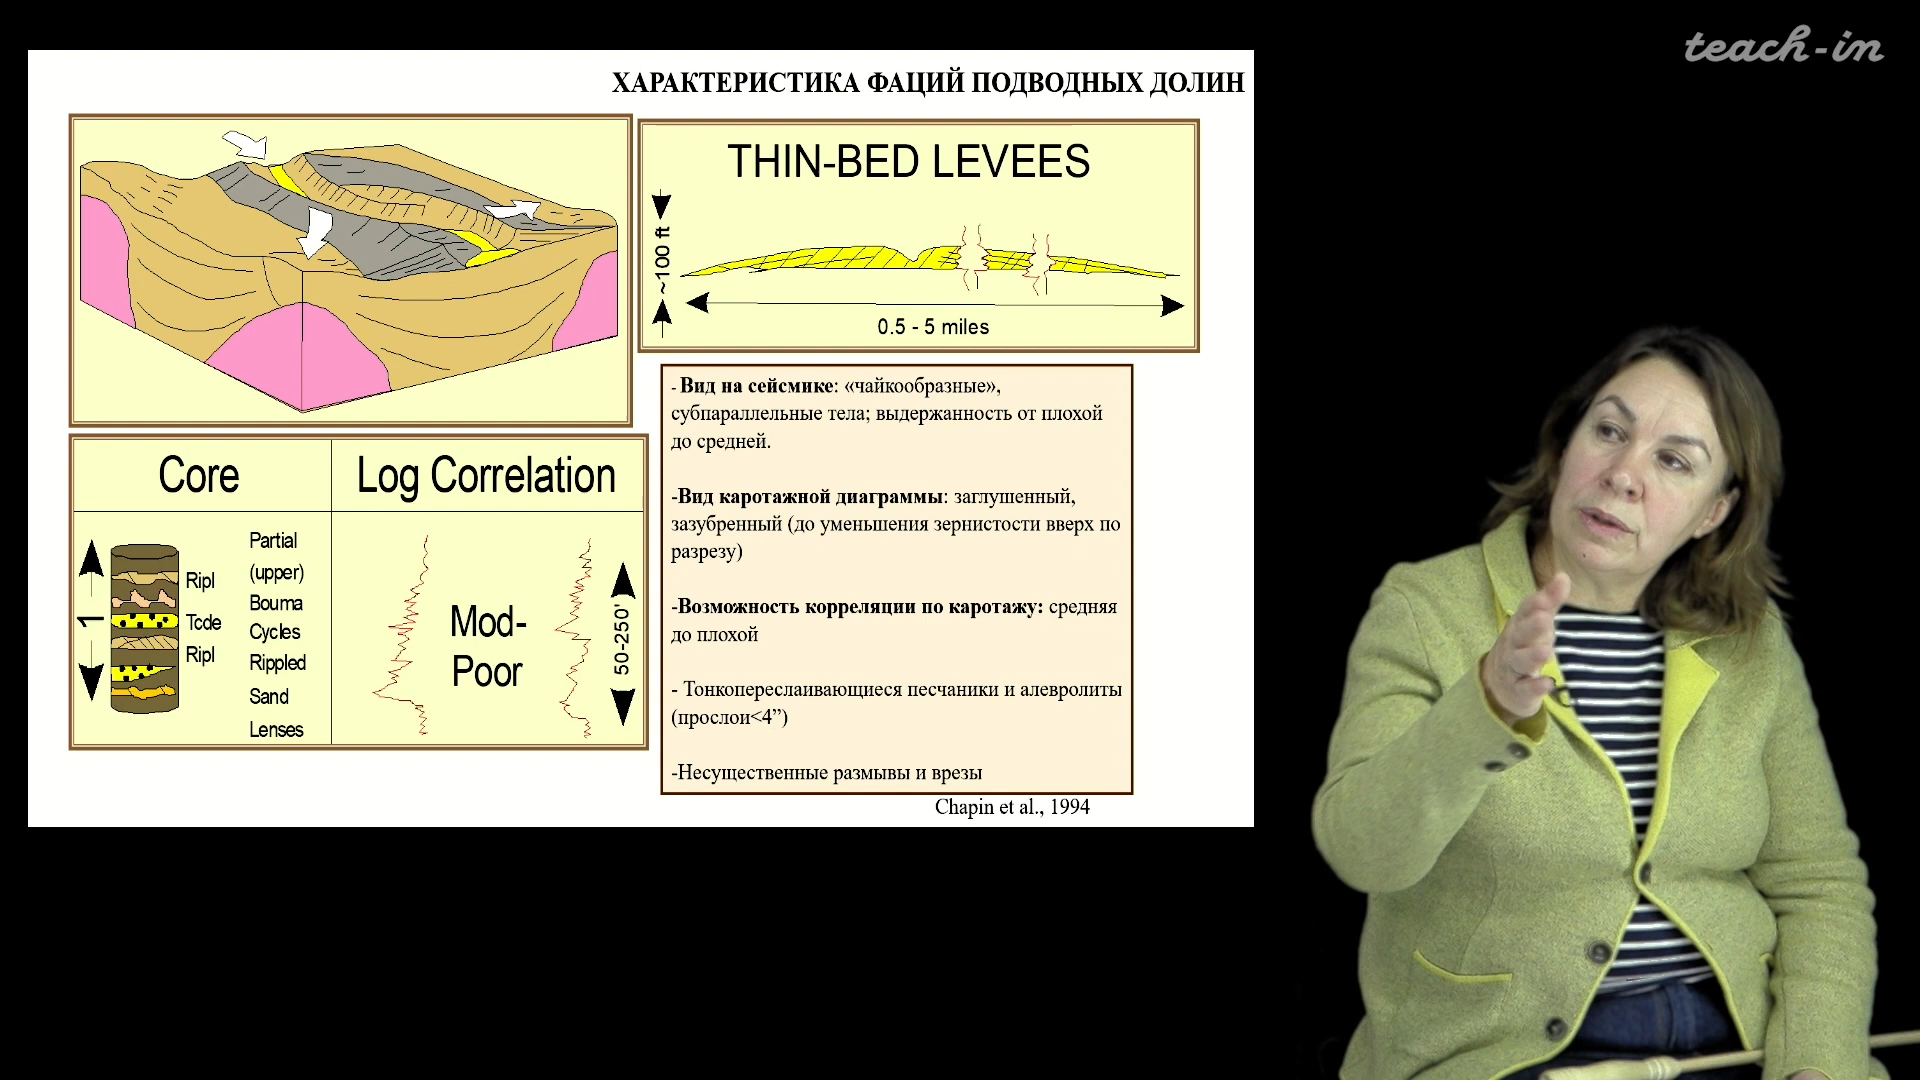 teach-in
ХАРАКТЕРИСТИКА ФАЦИЙ ПОДВОДНЫХ ДОЛИН
THIN-BED LEVEES
~100 ft
0.5 - 5 miles
Core
Log Correlation
1
Ripl
Tcde
Ripl
Partial
(upper)
Bouma
Cycles
Rippled
Sand
Lenses
Mod-
Poor
50-250'
- Вид на сейсмике: «чайкообразные»,
субпараллельные тела; выдержанность от плохой
до средней.
-Вид каротажной диаграммы: заглушенный,
зазубренный (до уменьшения зернистости вверх по
разрезу)
-Возможность корреляции по каротажу: средняя
до плохой
- Тонкопереслаивающиеся песчаники и алевролиты
(прослои<4”)
-Несущественные размывы и врезы
Chapin et al., 1994